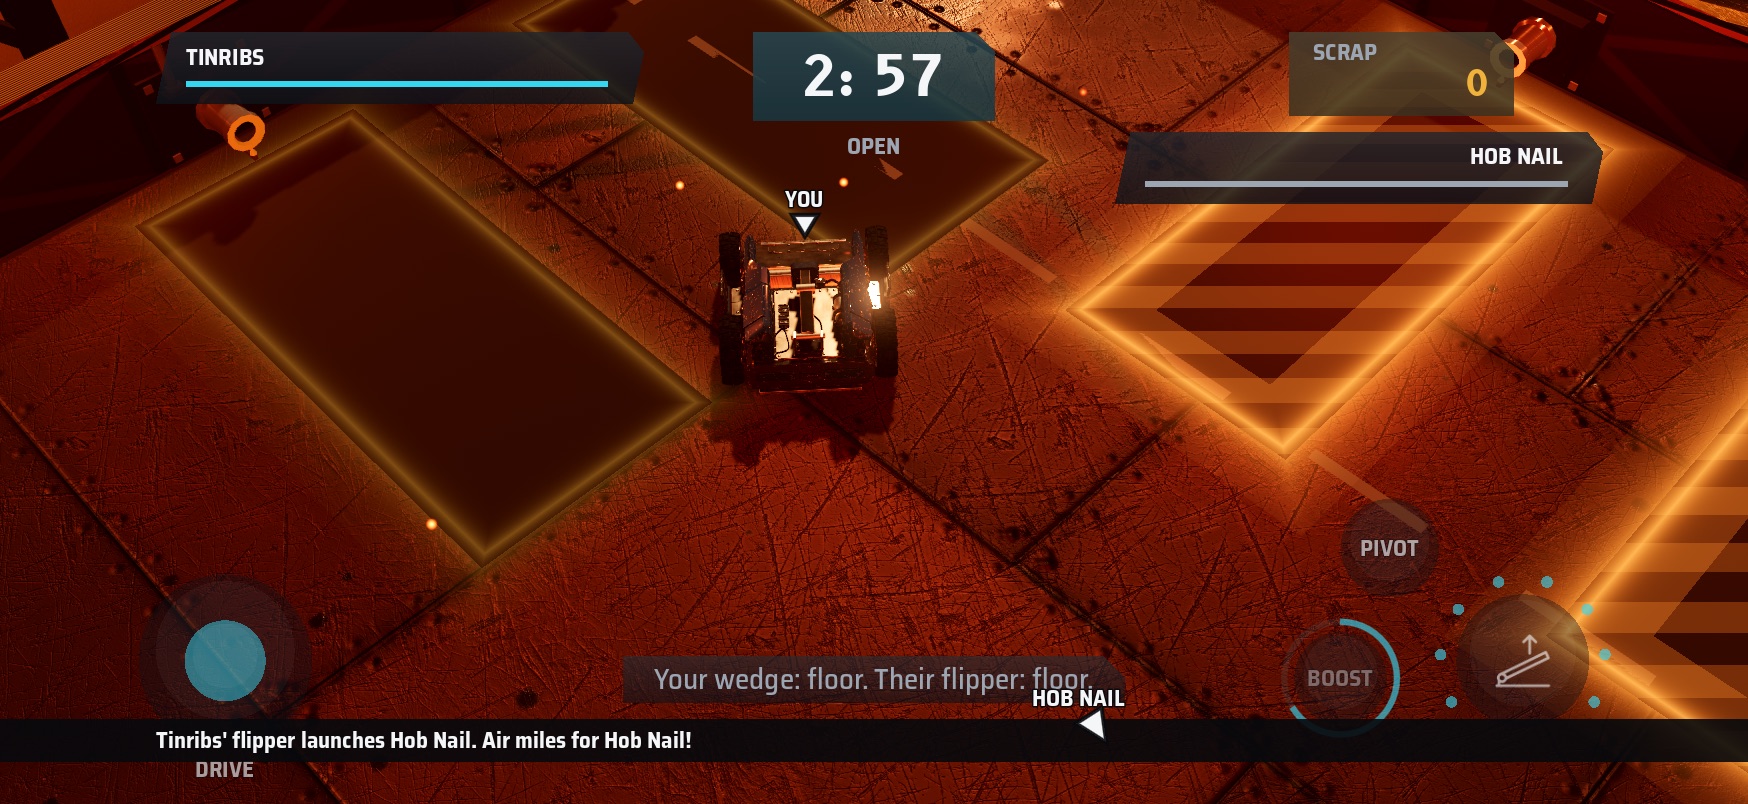 TINRIBS
2: 57
SCRAP
0
OPEN
HOB NAIL
YOU
PIVOT
BOOST
Your wedge: floor. Their flipper: floor.
HOB NAIL
Tinribs' flipper launches Hob Nail. Air miles for Hob Nail!
DRIVE